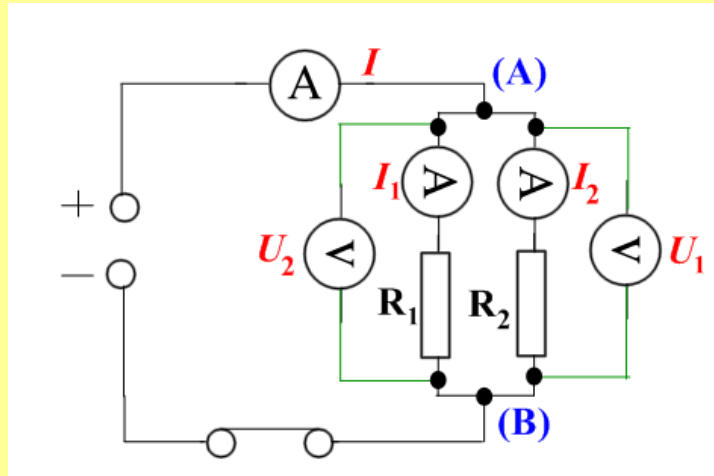 A I (A)
I₁ A A I₂
+
−
U₂ V V U₁
R₁ R₂
(B)